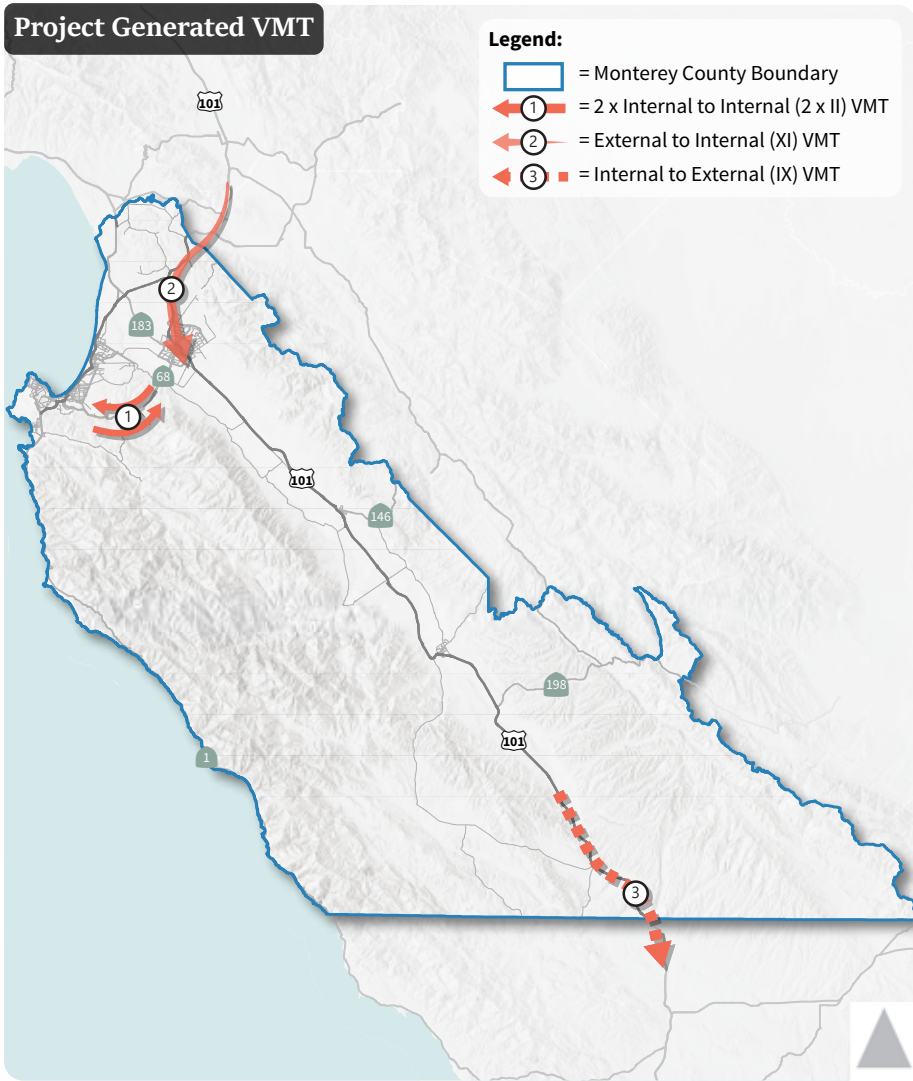 Project Generated VMT
Legend:
= Monterey County Boundary
1 = 2 x Internal to Internal (2 x II) VMT
2 = External to Internal (XI) VMT
3 = Internal to External (IX) VMT
101
2
183
68
1
101
146
198
101
1
3